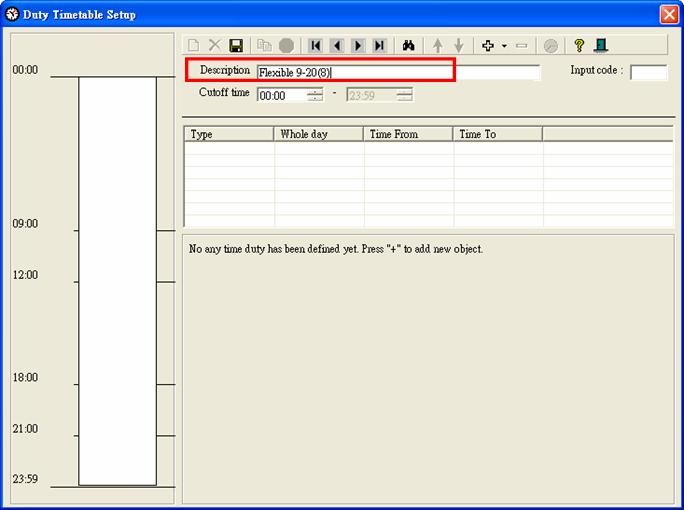 Duty Timetable Setup
Description Flexible 9-20(8) Input code :
Cutoff time 00:00 - 23:59
Type Whole day Time From Time To
No any time duty has been defined yet. Press "+" to add new object.
00:00
09:00
12:00
18:00
21:00
23:59